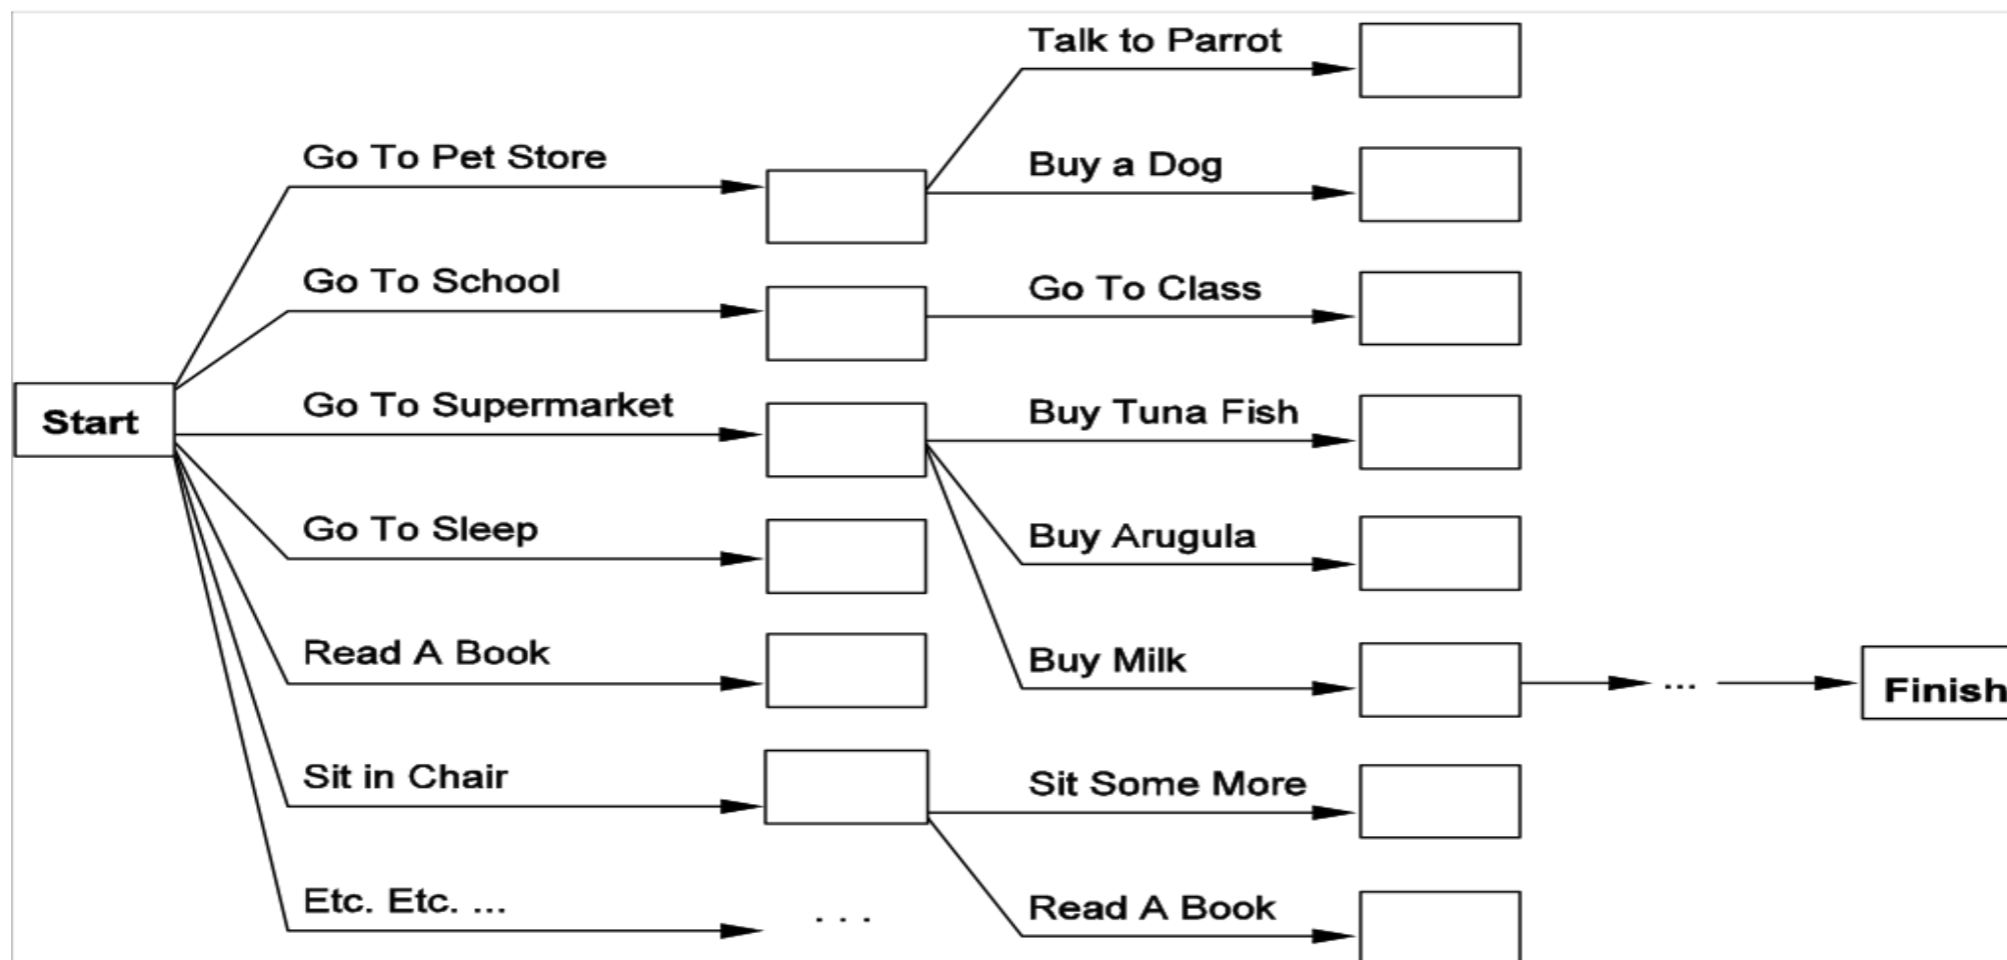 Talk to Parrot
Go To Pet Store
Buy a Dog
Go To School
Go To Class
Start
Go To Supermarket
Buy Tuna Fish
Go To Sleep
Buy Arugula
Read A Book
Buy Milk
...
Finish
Sit in Chair
Sit Some More
Etc. Etc. ...
. . .
Read A Book